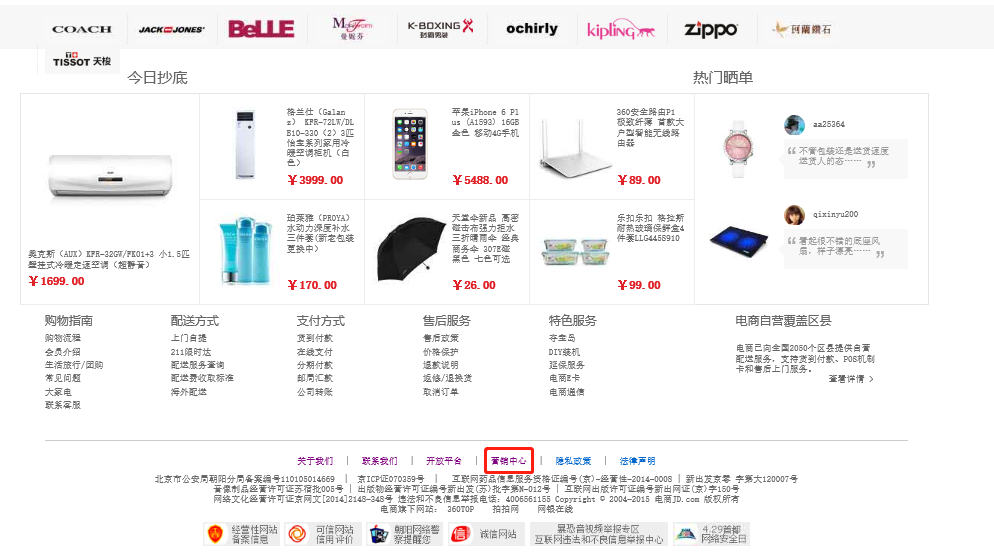 COACH JACK JONES BeLLE Maniform 曼妮芬 K-BOXING 劲霸男装 ochirly kipling zippo 珂兰钻石
TISSOT 天梭
今日抄底 热门晒单
奥克斯（AUX）KFR-32GW/FK01+3 小1.5匹
壁挂式冷暖定速空调（超静音）
￥1699.00
格兰仕（Galan
z） KFR-72LW/DL
B10-330（2）3匹
怡宝系列家用冷
暖空调柜机（白
色）
￥3999.00
苹果iPhone 6 Pl
us (A1593) 16GB
金色 移动4G手机
￥5488.00
360安全路由P1
极致纤薄 首款大
户型智能无线路
由器
￥89.00
珀莱雅（PROYA）
水动力深度补水
三件套(新老包装
更换中)
￥170.00
天堂伞新品 高密
碰击布强力拒水
三折晴雨伞 经典
商务伞 307E碰
黑色 七色可选
￥26.00
乐扣乐扣 格拉斯
耐热玻璃保鲜盒4
件套LLG445S910
￥99.00
aa25364
“ 不管包装还是送货速度
送货人的态…… ”
qixinyu200
“ 看起很不错的底座风
扇，样子漂亮…… ”
购物指南 配送方式 支付方式 售后服务 特色服务 电商自营覆盖区县
购物流程 上门自提 货到付款 售后政策 夺宝岛
会员介绍 211限时达 在线支付 价格保护 DIY装机
生活旅行/团购 配送服务查询 分期付款 退款说明 延保服务
常见问题 配送费收取标准 邮局汇款 返修/退换货 电商E卡
大家电 海外配送 公司转账 取消订单 电商通信
联系客服
电商已向全国2050个区县提供自营
配送服务，支持货到付款、POS机制
卡和售后上门服务。
查看详情 >
关于我们 | 联系我们 | 开放平台 | 营销中心 | 隐私政策 | 法律声明
北京市公安局朝阳分局备案编号110105014669 | 京ICP证070359号 | 互联网药品信息服务资格证编号(京)-经营性-2014-0008 | 新出发京零 字第大120007号
音像制品经营许可证苏宿批005号 | 出版物经营许可证编号新出发(苏)批字第N-012号 | 互联网出版许可证编号新出网证(京)字150号
网络文化经营许可证京网文[2014]2148-348号 违法和不良信息举报电话：4006561155 Copyright © 2004-2015 电商JD.com 版权所有
电商旗下网站： 360TOP 拍拍网 网银在线
经营性网站
备案信息
可信网站
信用评价
朝阳网络警
察提醒您
信 诚信网站
暴恐音视频举报专区
互联网违法和不良信息举报中心
4.29首都
网络安全日